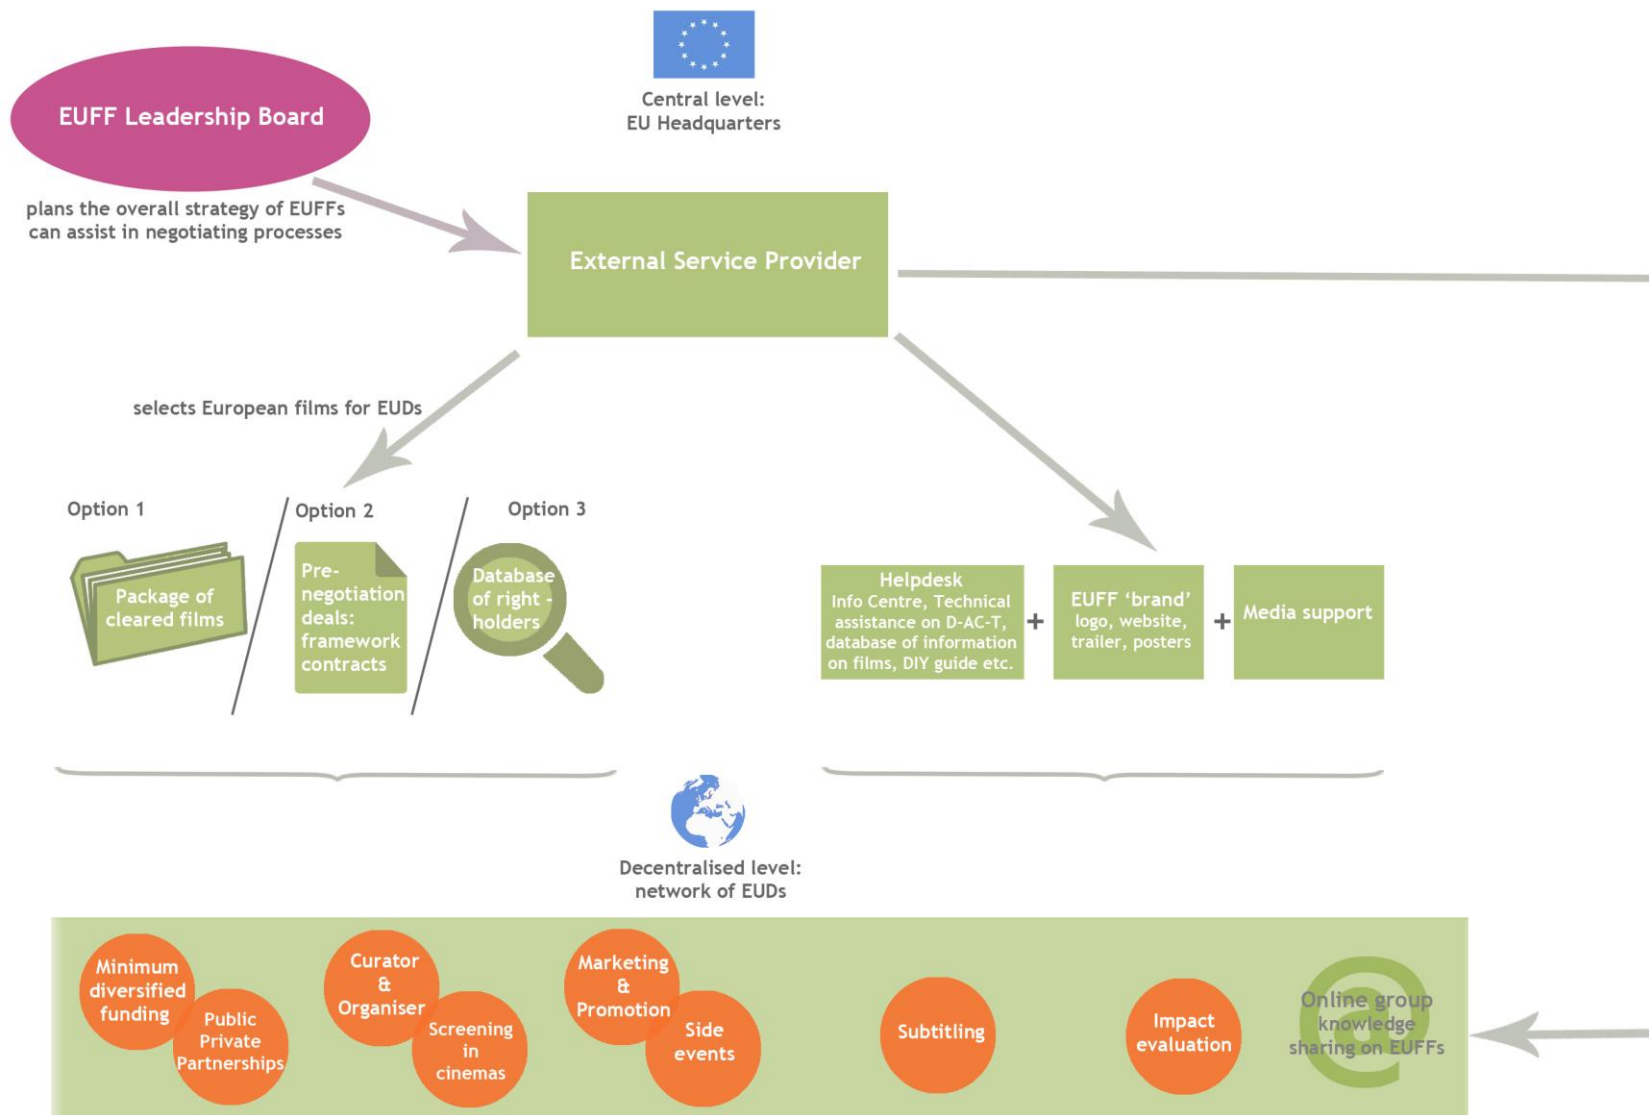 Central level:
EU Headquarters
EUFF Leadership Board
plans the overall strategy of EUFFs
can assist in negotiating processes
External Service Provider
selects European films for EUDs
Option 1
Option 2
Option 3
Package of
cleared films
Pre-
negotiation
deals:
framework
contracts
Database
of right -
holders
Helpdesk
Info Centre, Technical
assistance on D-AC-T,
database of information
on films, DIY guide etc.
+
EUFF ‘brand’
logo, website,
trailer, posters
+
Media support
Decentralised level:
network of EUDs
Minimum
diversified
funding
Public
Private
Partnerships
Curator
&
Organiser
Screening
in
cinemas
Marketing
&
Promotion
Side
events
Subtitling
Impact
evaluation
@
Online group
knowledge
sharing on EUFFs